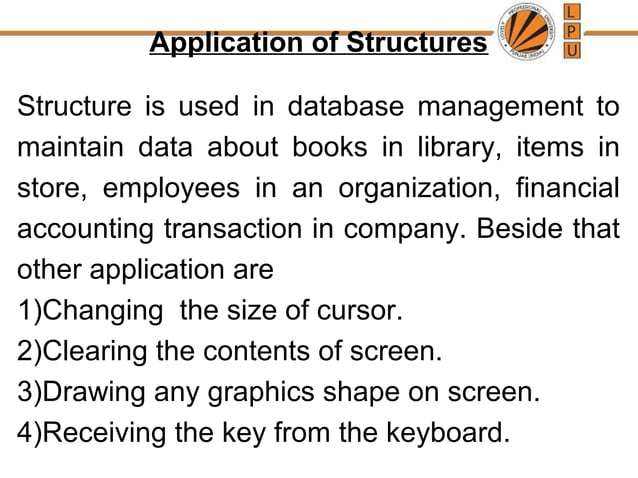 Application of Structures
L
P
U
Structure is used in database management to
maintain data about books in library, items in
store, employees in an organization, financial
accounting transaction in company. Beside that
other application are
1)Changing  the size of cursor.
2)Clearing the contents of screen.
3)Drawing any graphics shape on screen.
4)Receiving the key from the keyboard.